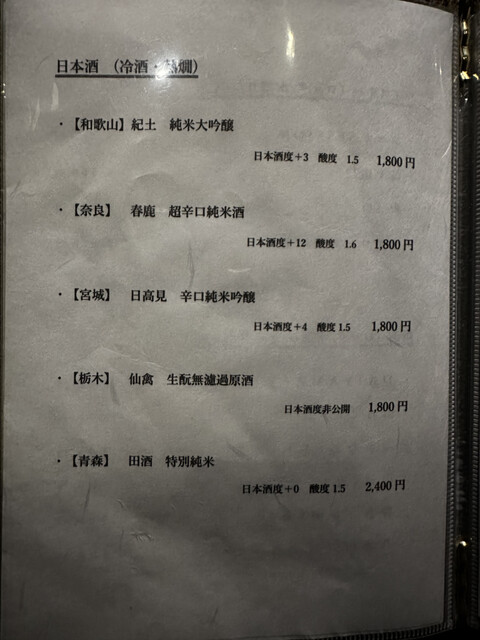 日本酒 （冷酒・熱燗）
・【和歌山】紀土　純米大吟醸
日本酒度+3　酸度　1.5　1,800円
・【奈良】　春鹿　超辛口純米酒
日本酒度+12　酸度　1.6　1,800円
・【宮城】　日高見　辛口純米吟醸
日本酒度+4　酸度 1.5　1,800円
・【栃木】　仙禽　生酛無濾過原酒
日本酒度非公開　1,800円
・【青森】　田酒　特別純米
日本酒度+0　酸度 1.5　2,400円